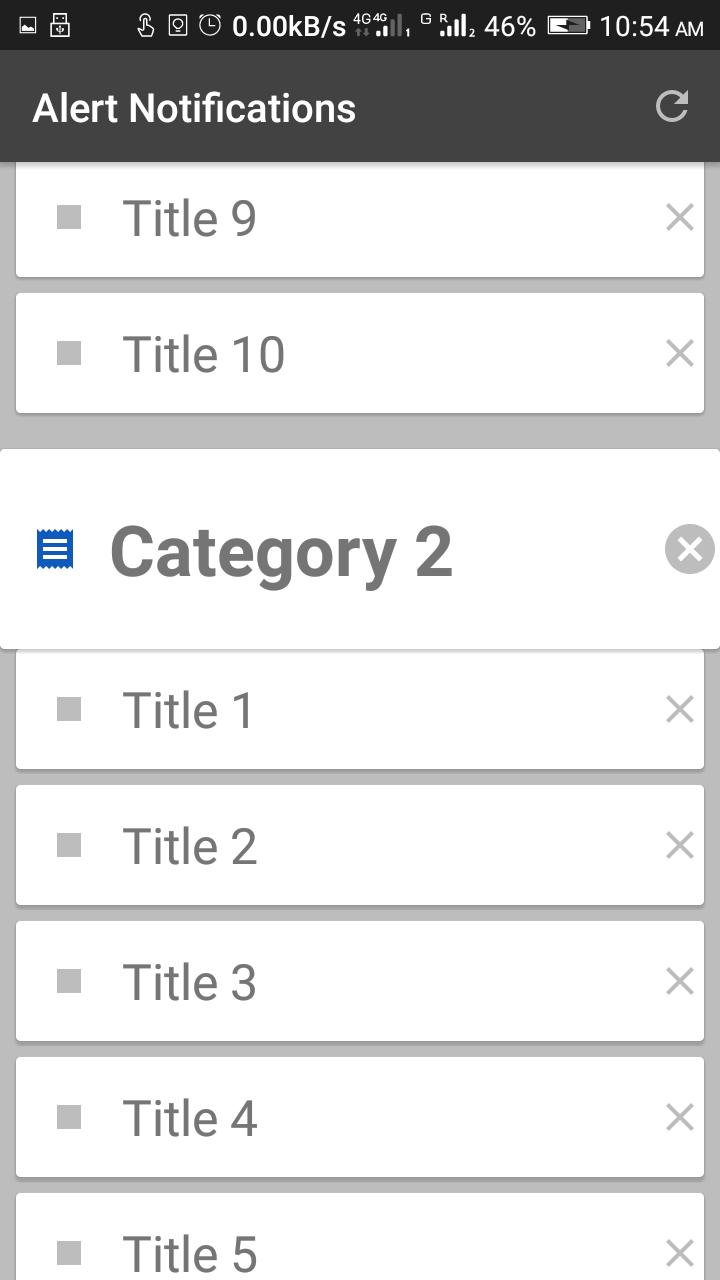 0.00kB/s 4G 4G 1 G R 2 46% 10:54 AM
Alert Notifications
Title 9
Title 10
Category 2
Title 1
Title 2
Title 3
Title 4
Title 5